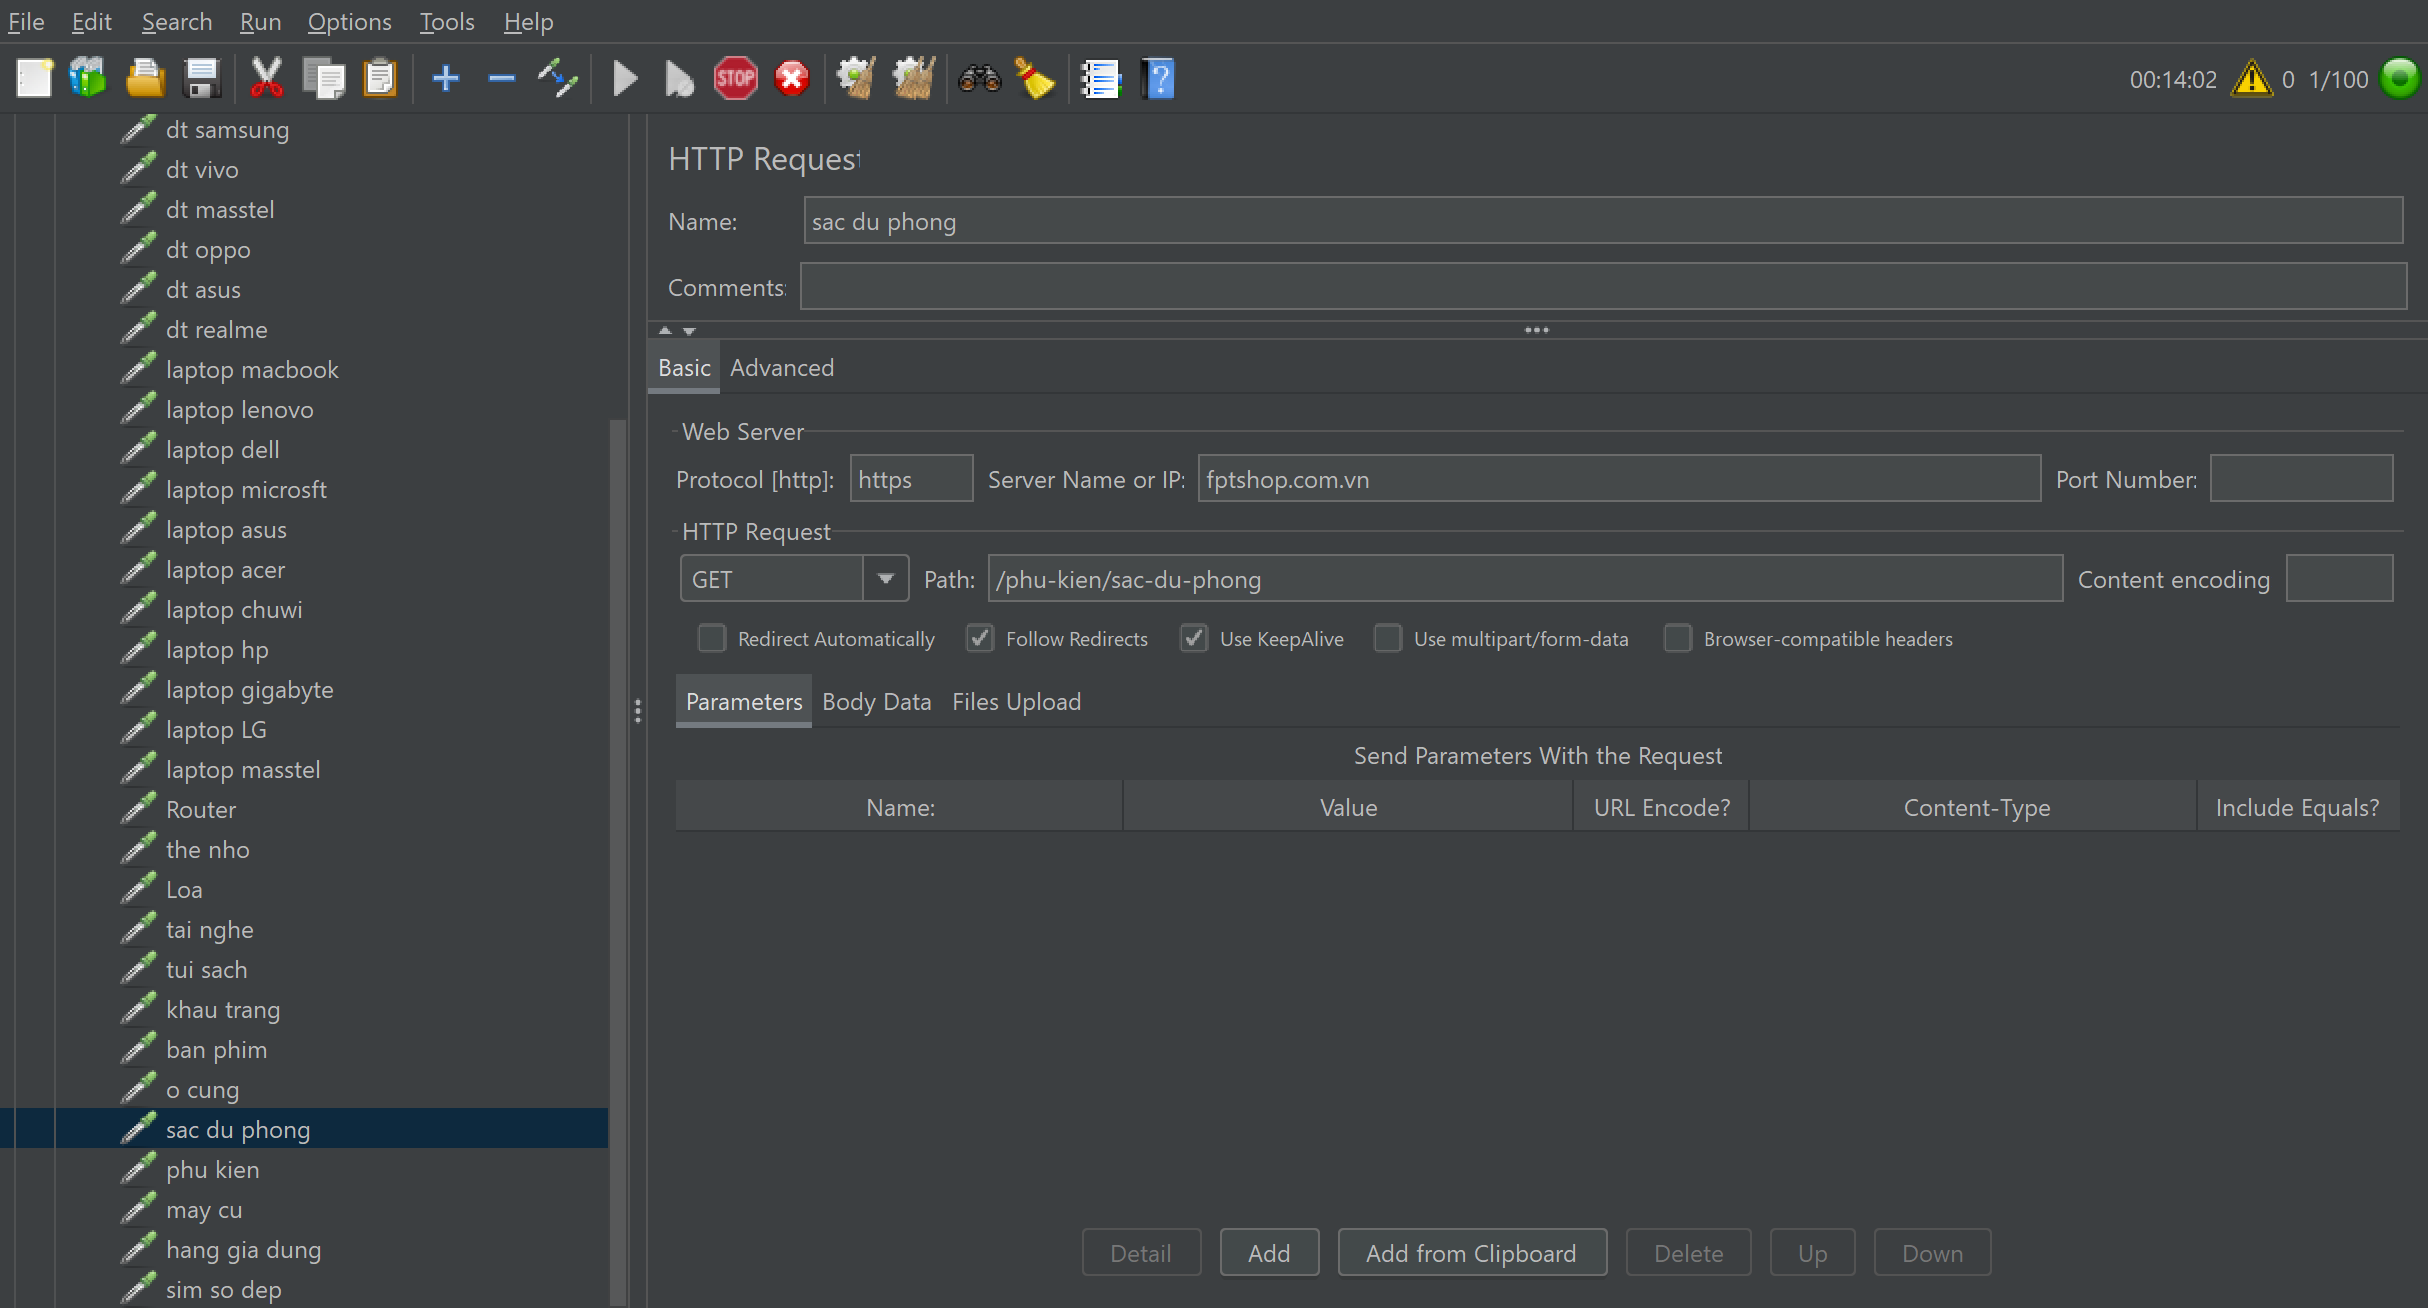 File Edit Search Run Options Tools Help
STOP
?
00:14:02 0 1/100
dt samsung
dt vivo
dt masstel
dt oppo
dt asus
dt realme
laptop macbook
laptop lenovo
laptop dell
laptop microsft
laptop asus
laptop acer
laptop chuwi
laptop hp
laptop gigabyte
laptop LG
laptop masstel
Router
the nho
Loa
tai nghe
tui sach
khau trang
ban phim
o cung
sac du phong
phu kien
may cu
hang gia dung
sim so dep
HTTP Request
Name: sac du phong
Comments:
Basic Advanced
Web Server
Protocol [http]: https Server Name or IP: fptshop.com.vn Port Number:
HTTP Request
GET Path: /phu-kien/sac-du-phong Content encoding
Redirect Automatically Follow Redirects Use KeepAlive Use multipart/form-data Browser-compatible headers
Parameters Body Data Files Upload
Send Parameters With the Request
Name: Value URL Encode? Content-Type Include Equals?
Detail Add Add from Clipboard Delete Up Down